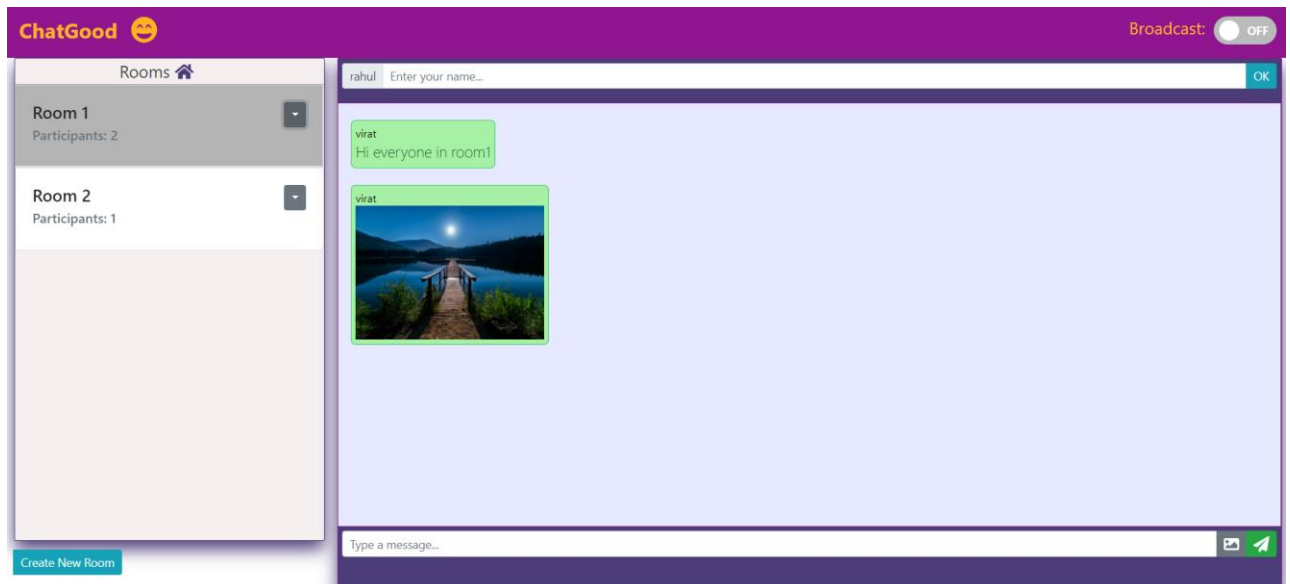 ChatGood
Broadcast: OFF
Rooms
rahul Enter your name... OK
Room 1
Participants: 2
Room 2
Participants: 1
virat
Hi everyone in room1
virat
Type a message...
Create New Room